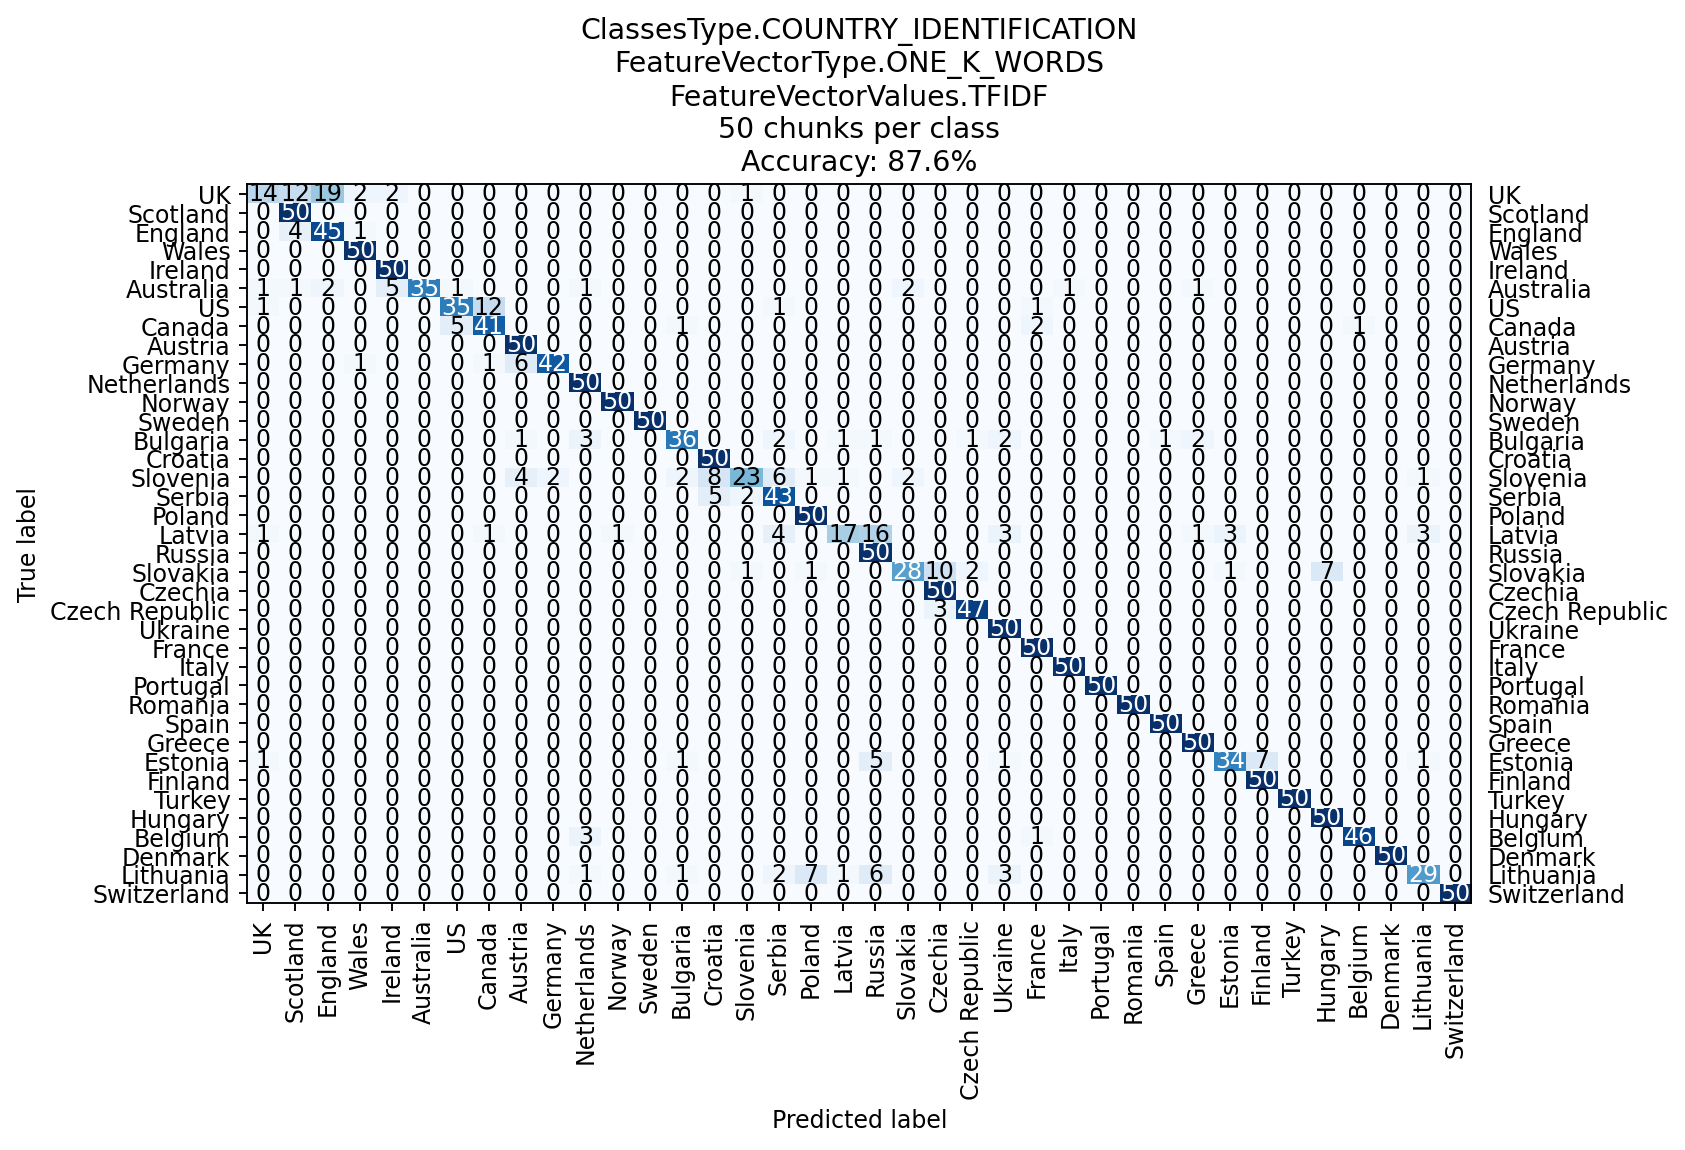 ClassesType.COUNTRY_IDENTIFICATION
FeatureVectorType.ONE_K_WORDS
FeatureVectorValues.TFIDF
50 chunks per class
Accuracy: 87.6%
UK 14 12 19 2 2 0 0 0 0 0 0 0 0 0 0 1 0 0 0 0 0 0 0 0 0 0 0 0 0 0 0 0 0 0 0 0 0 0 UK
Scotland 0 50 0 0 0 0 0 0 0 0 0 0 0 0 0 0 0 0 0 0 0 0 0 0 0 0 0 0 0 0 0 0 0 0 0 0 0 0 Scotland
England 0 4 45 1 0 0 0 0 0 0 0 0 0 0 0 0 0 0 0 0 0 0 0 0 0 0 0 0 0 0 0 0 0 0 0 0 0 0 England
Wales 0 0 0 50 0 0 0 0 0 0 0 0 0 0 0 0 0 0 0 0 0 0 0 0 0 0 0 0 0 0 0 0 0 0 0 0 0 0 Wales
Ireland 0 0 0 0 50 0 0 0 0 0 0 0 0 0 0 0 0 0 0 0 0 0 0 0 0 0 0 0 0 0 0 0 0 0 0 0 0 0 Ireland
Australia 1 1 2 0 5 35 1 0 0 0 1 0 0 0 0 0 0 0 0 0 2 0 0 0 0 1 0 0 0 1 0 0 0 0 0 0 0 0 Australia
US 1 0 0 0 0 0 35 12 0 0 0 0 0 0 0 0 1 0 0 0 0 0 0 0 1 0 0 0 0 0 0 0 0 0 0 0 0 0 US
Canada 0 0 0 0 0 0 5 41 0 0 0 0 0 1 0 0 0 0 0 0 0 0 0 0 2 0 0 0 0 0 0 0 0 0 1 0 0 0 Canada
Austria 0 0 0 0 0 0 0 0 50 0 0 0 0 0 0 0 0 0 0 0 0 0 0 0 0 0 0 0 0 0 0 0 0 0 0 0 0 0 Austria
Germany 0 0 0 1 0 0 0 1 6 42 0 0 0 0 0 0 0 0 0 0 0 0 0 0 0 0 0 0 0 0 0 0 0 0 0 0 0 0 Germany
Netherlands 0 0 0 0 0 0 0 0 0 0 50 0 0 0 0 0 0 0 0 0 0 0 0 0 0 0 0 0 0 0 0 0 0 0 0 0 0 0 Netherlands
Norway 0 0 0 0 0 0 0 0 0 0 0 50 0 0 0 0 0 0 0 0 0 0 0 0 0 0 0 0 0 0 0 0 0 0 0 0 0 0 Norway
Sweden 0 0 0 0 0 0 0 0 0 0 0 0 50 0 0 0 0 0 0 0 0 0 0 0 0 0 0 0 0 0 0 0 0 0 0 0 0 0 Sweden
Bulgaria 0 0 0 0 0 0 0 0 1 0 3 0 0 36 0 0 2 0 1 1 0 0 1 2 0 0 0 0 1 2 0 0 0 0 0 0 0 0 Bulgaria
Croatia 0 0 0 0 0 0 0 0 0 0 0 0 0 0 50 0 0 0 0 0 0 0 0 0 0 0 0 0 0 0 0 0 0 0 0 0 0 0 Croatia
Slovenia 0 0 0 0 0 0 0 0 4 2 0 0 0 2 8 23 6 1 1 0 2 0 0 0 0 0 0 0 0 0 0 0 0 0 0 0 1 0 Slovenia
Serbia 0 0 0 0 0 0 0 0 0 0 0 0 0 0 5 2 43 0 0 0 0 0 0 0 0 0 0 0 0 0 0 0 0 0 0 0 0 0 Serbia
Poland 0 0 0 0 0 0 0 0 0 0 0 0 0 0 0 0 0 50 0 0 0 0 0 0 0 0 0 0 0 0 0 0 0 0 0 0 0 0 Poland
Latvia 1 0 0 0 0 0 0 1 0 0 0 1 0 0 0 0 4 0 17 16 0 0 0 3 0 0 0 0 0 1 3 0 0 0 0 0 3 0 Latvia
Russia 0 0 0 0 0 0 0 0 0 0 0 0 0 0 0 0 0 0 0 50 0 0 0 0 0 0 0 0 0 0 0 0 0 0 0 0 0 0 Russia
Slovakia 0 0 0 0 0 0 0 0 0 0 0 0 0 0 0 1 0 1 0 0 28 10 2 0 0 0 0 0 0 0 1 0 0 7 0 0 0 0 Slovakia
Czechia 0 0 0 0 0 0 0 0 0 0 0 0 0 0 0 0 0 0 0 0 0 50 0 0 0 0 0 0 0 0 0 0 0 0 0 0 0 0 Czechia
Czech Republic 0 0 0 0 0 0 0 0 0 0 0 0 0 0 0 0 0 0 0 0 0 3 47 0 0 0 0 0 0 0 0 0 0 0 0 0 0 0 Czech Republic
Ukraine 0 0 0 0 0 0 0 0 0 0 0 0 0 0 0 0 0 0 0 0 0 0 0 50 0 0 0 0 0 0 0 0 0 0 0 0 0 0 Ukraine
France 0 0 0 0 0 0 0 0 0 0 0 0 0 0 0 0 0 0 0 0 0 0 0 0 50 0 0 0 0 0 0 0 0 0 0 0 0 0 France
Italy 0 0 0 0 0 0 0 0 0 0 0 0 0 0 0 0 0 0 0 0 0 0 0 0 0 50 0 0 0 0 0 0 0 0 0 0 0 0 Italy
Portugal 0 0 0 0 0 0 0 0 0 0 0 0 0 0 0 0 0 0 0 0 0 0 0 0 0 0 50 0 0 0 0 0 0 0 0 0 0 0 Portugal
Romania 0 0 0 0 0 0 0 0 0 0 0 0 0 0 0 0 0 0 0 0 0 0 0 0 0 0 0 50 0 0 0 0 0 0 0 0 0 0 Romania
Spain 0 0 0 0 0 0 0 0 0 0 0 0 0 0 0 0 0 0 0 0 0 0 0 0 0 0 0 0 50 0 0 0 0 0 0 0 0 0 Spain
Greece 0 0 0 0 0 0 0 0 0 0 0 0 0 0 0 0 0 0 0 0 0 0 0 0 0 0 0 0 0 50 0 0 0 0 0 0 0 0 Greece
Estonia 1 0 0 0 0 0 0 0 0 0 0 0 0 1 0 0 0 0 0 5 0 0 0 1 0 0 0 0 0 0 34 7 0 0 0 0 1 0 Estonia
Finland 0 0 0 0 0 0 0 0 0 0 0 0 0 0 0 0 0 0 0 0 0 0 0 0 0 0 0 0 0 0 0 50 0 0 0 0 0 0 Finland
Turkey 0 0 0 0 0 0 0 0 0 0 0 0 0 0 0 0 0 0 0 0 0 0 0 0 0 0 0 0 0 0 0 0 50 0 0 0 0 0 Turkey
Hungary 0 0 0 0 0 0 0 0 0 0 0 0 0 0 0 0 0 0 0 0 0 0 0 0 0 0 0 0 0 0 0 0 0 50 0 0 0 0 Hungary
Belgium 0 0 0 0 0 0 0 0 0 0 3 0 0 0 0 0 0 0 0 0 0 0 0 0 1 0 0 0 0 0 0 0 0 0 46 0 0 0 Belgium
Denmark 0 0 0 0 0 0 0 0 0 0 0 0 0 0 0 0 0 0 0 0 0 0 0 0 0 0 0 0 0 0 0 0 0 0 0 50 0 0 Denmark
Lithuania 0 0 0 0 0 0 0 0 0 0 1 0 0 1 0 0 2 7 1 6 0 0 0 3 0 0 0 0 0 0 0 0 0 0 0 0 29 0 Lithuania
Switzerland 0 0 0 0 0 0 0 0 0 0 0 0 0 0 0 0 0 0 0 0 0 0 0 0 0 0 0 0 0 0 0 0 0 0 0 0 0 50 Switzerland
True label
UK Scotland England Wales Ireland Australia US Canada Austria Germany Netherlands Norway Sweden Bulgaria Croatia Slovenia Serbia Poland Latvia Russia Slovakia Czechia Czech Republic Ukraine France Italy Portugal Romania Spain Greece Estonia Finland Turkey Hungary Belgium Denmark Lithuania Switzerland
Predicted label